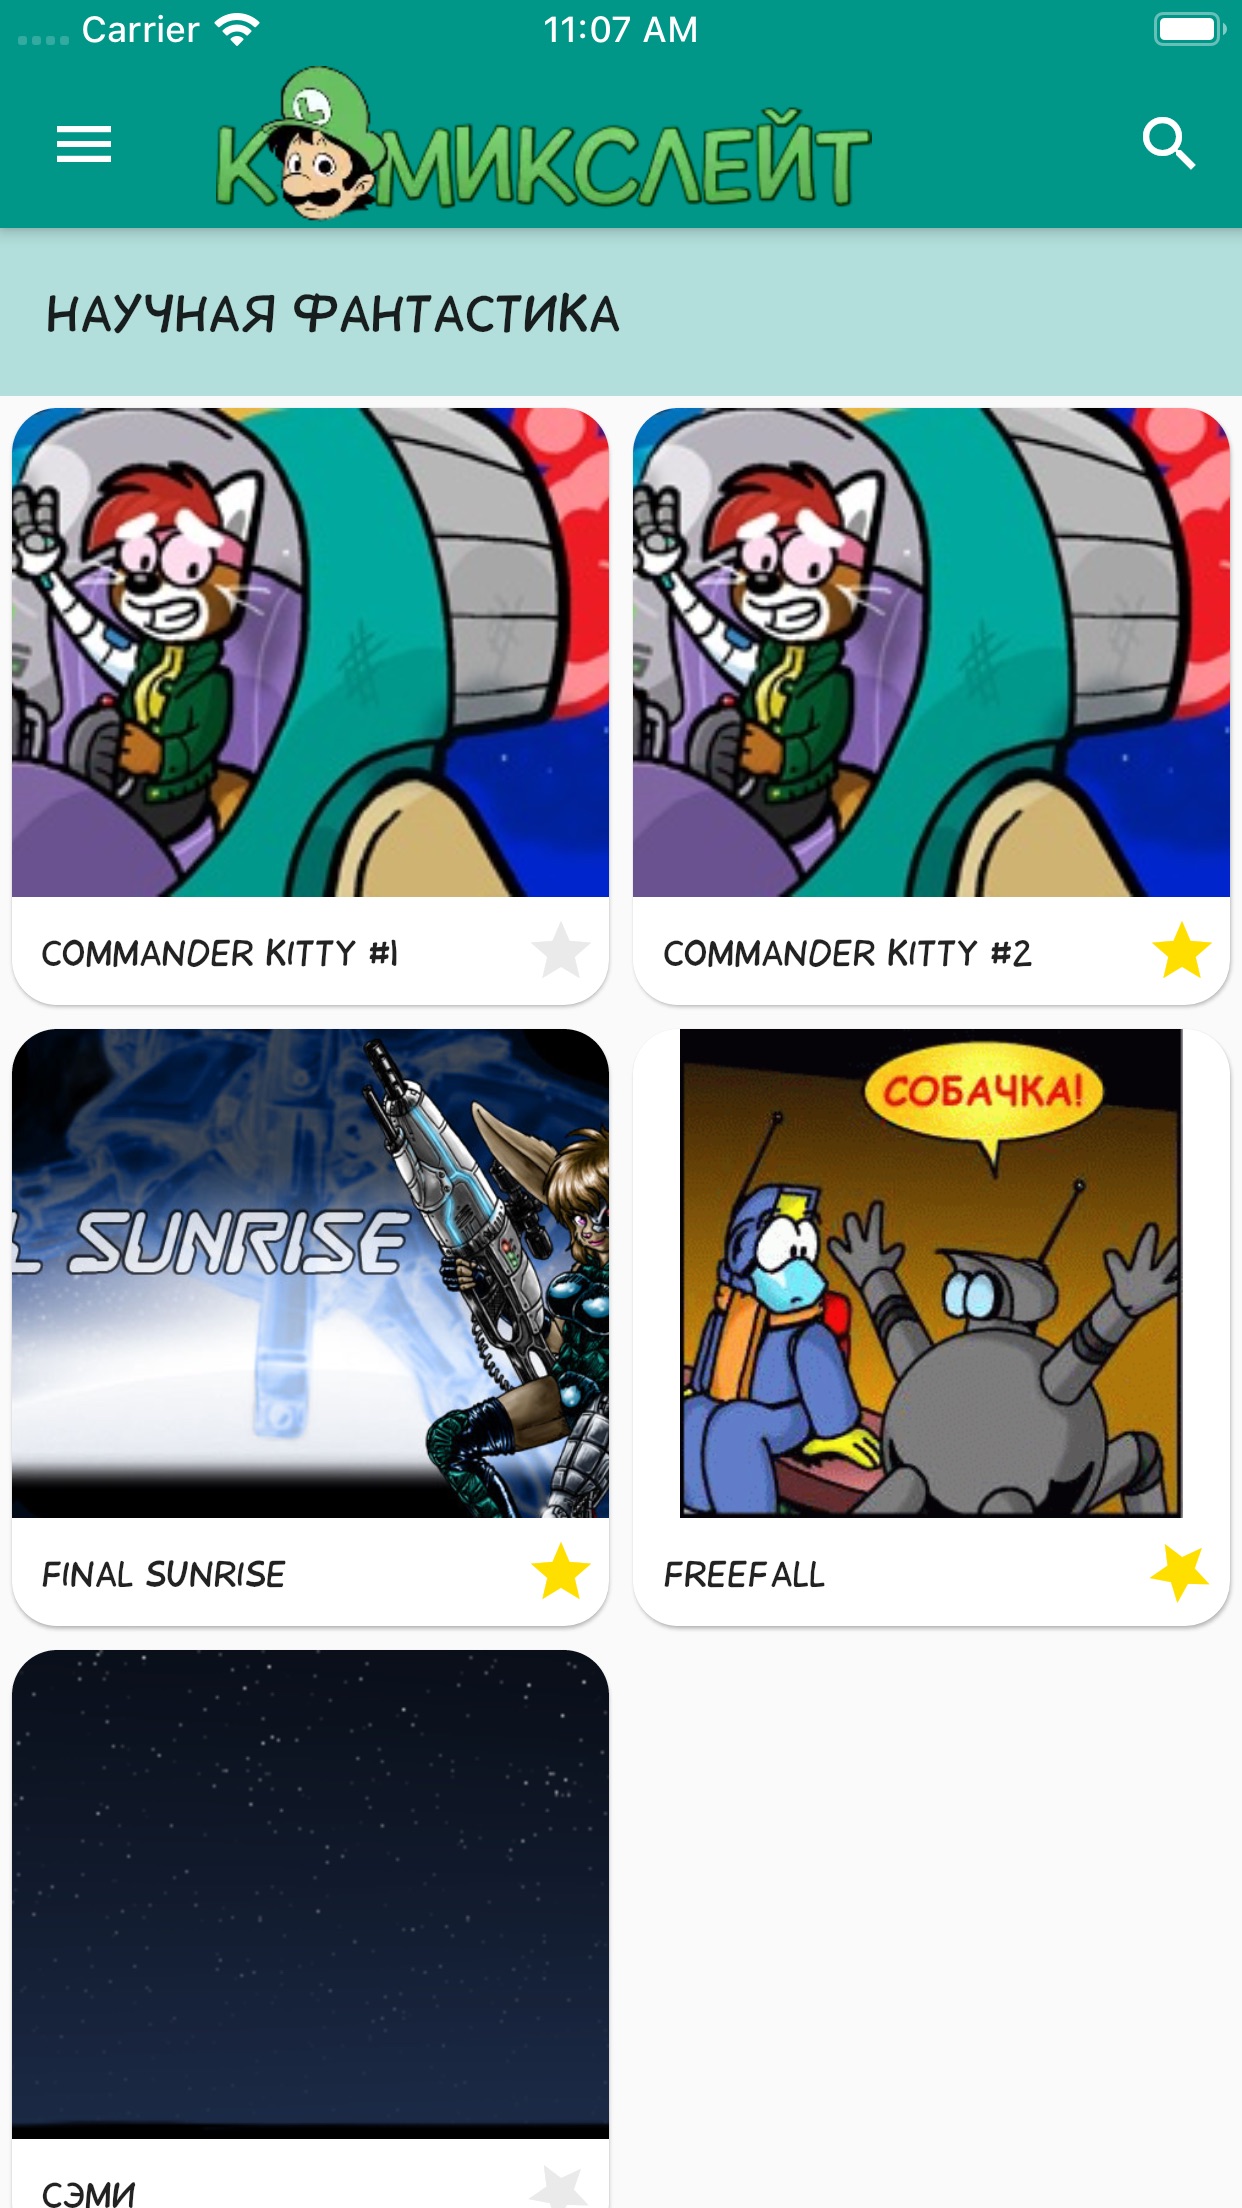 Carrier
11:07 AM
КОМИКСЛЕЙТ
НАУЧНАЯ ФАНТАСТИКА
COMMANDER KITTY #1
COMMANDER KITTY #2
L SUNRISE
СОБАЧКА!
FINAL SUNRISE
FREEFALL
СЭМИ